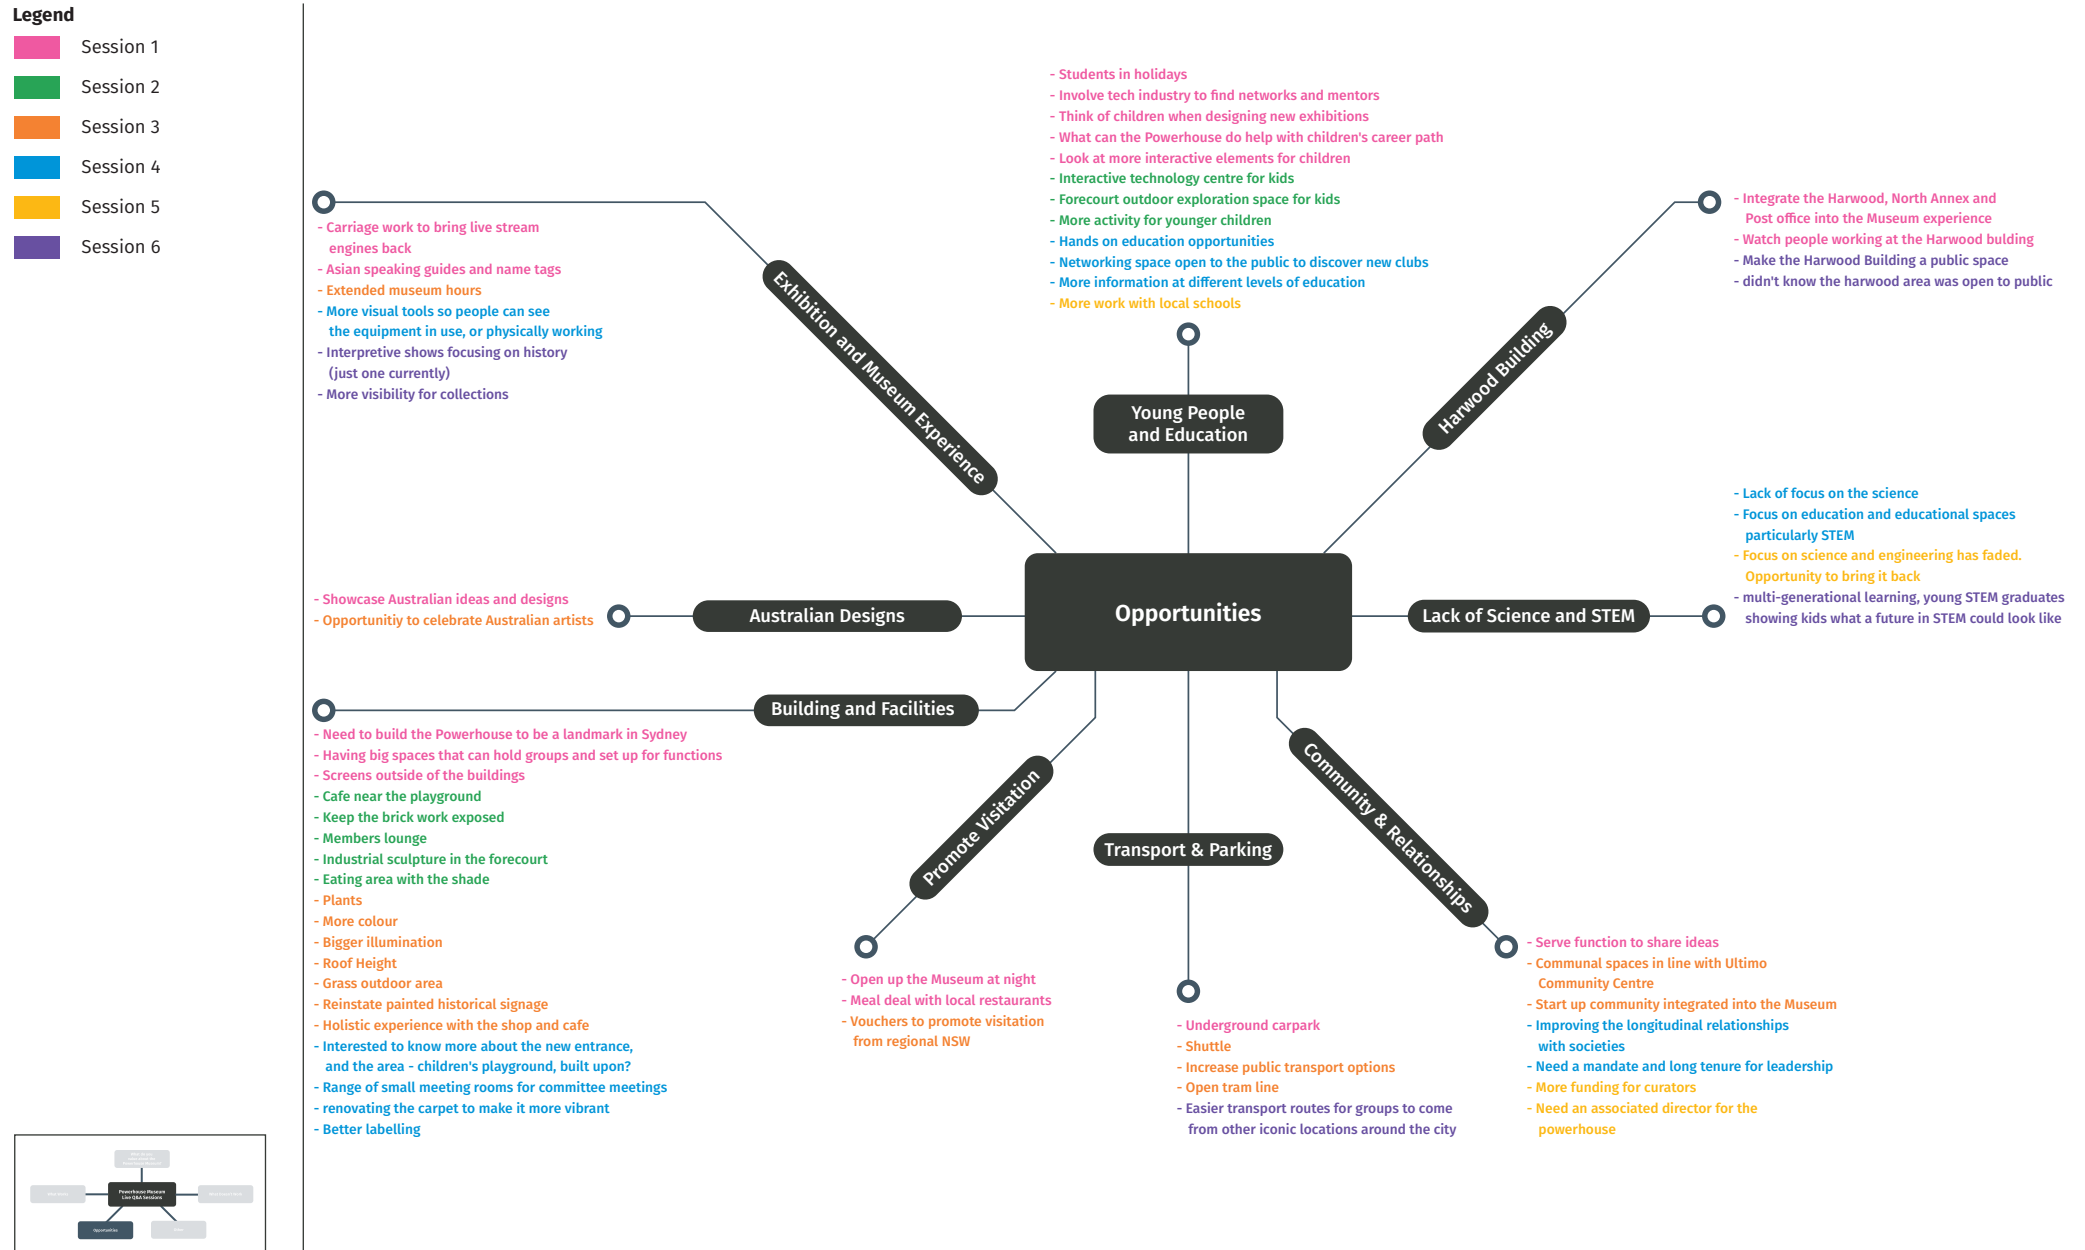 Legend
Session 1
Session 2
Session 3
Session 4
Session 5
Session 6
- Students in holidays
- Involve tech industry to find networks and mentors
- Think of children when designing new exhibitions
- What can the Powerhouse do help with children's career path
- Look at more interactive elements for children
- Interactive technology centre for kids
- Forecourt outdoor exploration space for kids
- More activity for younger children
- Hands on education opportunities
- Networking space open to the public to discover new clubs
- More information at different levels of education
- More work with local schools
Young People
and Education
- Carriage work to bring live stream
engines back
- Asian speaking guides and name tags
- Extended museum hours
- More visual tools so people can see
the equipment in use, or physically working
- Interpretive shows focusing on history
(just one currently)
- More visibility for collections
Exhibition and Museum Experience
- Integrate the Harwood, North Annex and
Post office into the Museum experience
- Watch people working at the Harwood bulding
- Make the Harwood Building a public space
- didn't know the harwood area was open to public
Harwood Building
- Lack of focus on the science
- Focus on education and educational spaces
particularly STEM
- Focus on science and engineering has faded.
Opportunity to bring it back
- multi-generational learning, young STEM graduates
showing kids what a future in STEM could look like
Lack of Science and STEM
Opportunities
Australian Designs
- Showcase Australian ideas and designs
- Opportunitiy to celebrate Australian artists
Building and Facilities
- Need to build the Powerhouse to be a landmark in Sydney
- Having big spaces that can hold groups and set up for functions
- Screens outside of the buildings
- Cafe near the playground
- Keep the brick work exposed
- Members lounge
- Industrial sculpture in the forecourt
- Eating area with the shade
- Plants
- More colour
- Bigger illumination
- Roof Height
- Grass outdoor area
- Reinstate painted historical signage
- Holistic experience with the shop and cafe
- Interested to know more about the new entrance,
and the area - children's playground, built upon?
- Range of small meeting rooms for committee meetings
- renovating the carpet to make it more vibrant
- Better labelling
Promote Visitation
- Open up the Museum at night
- Meal deal with local restaurants
- Vouchers to promote visitation
from regional NSW
Transport & Parking
- Underground carpark
- Shuttle
- Increase public transport options
- Open tram line
- Easier transport routes for groups to come
from other iconic locations around the city
Community & Relationships
- Serve function to share ideas
- Communal spaces in line with Ultimo
Community Centre
- Start up community integrated into the Museum
- Improving the longitudinal relationships
with societies
- Need a mandate and long tenure for leadership
- More funding for curators
- Need an associated director for the
powerhouse
Powerhouse Museum
Live Q&A Sessions
Opportunities